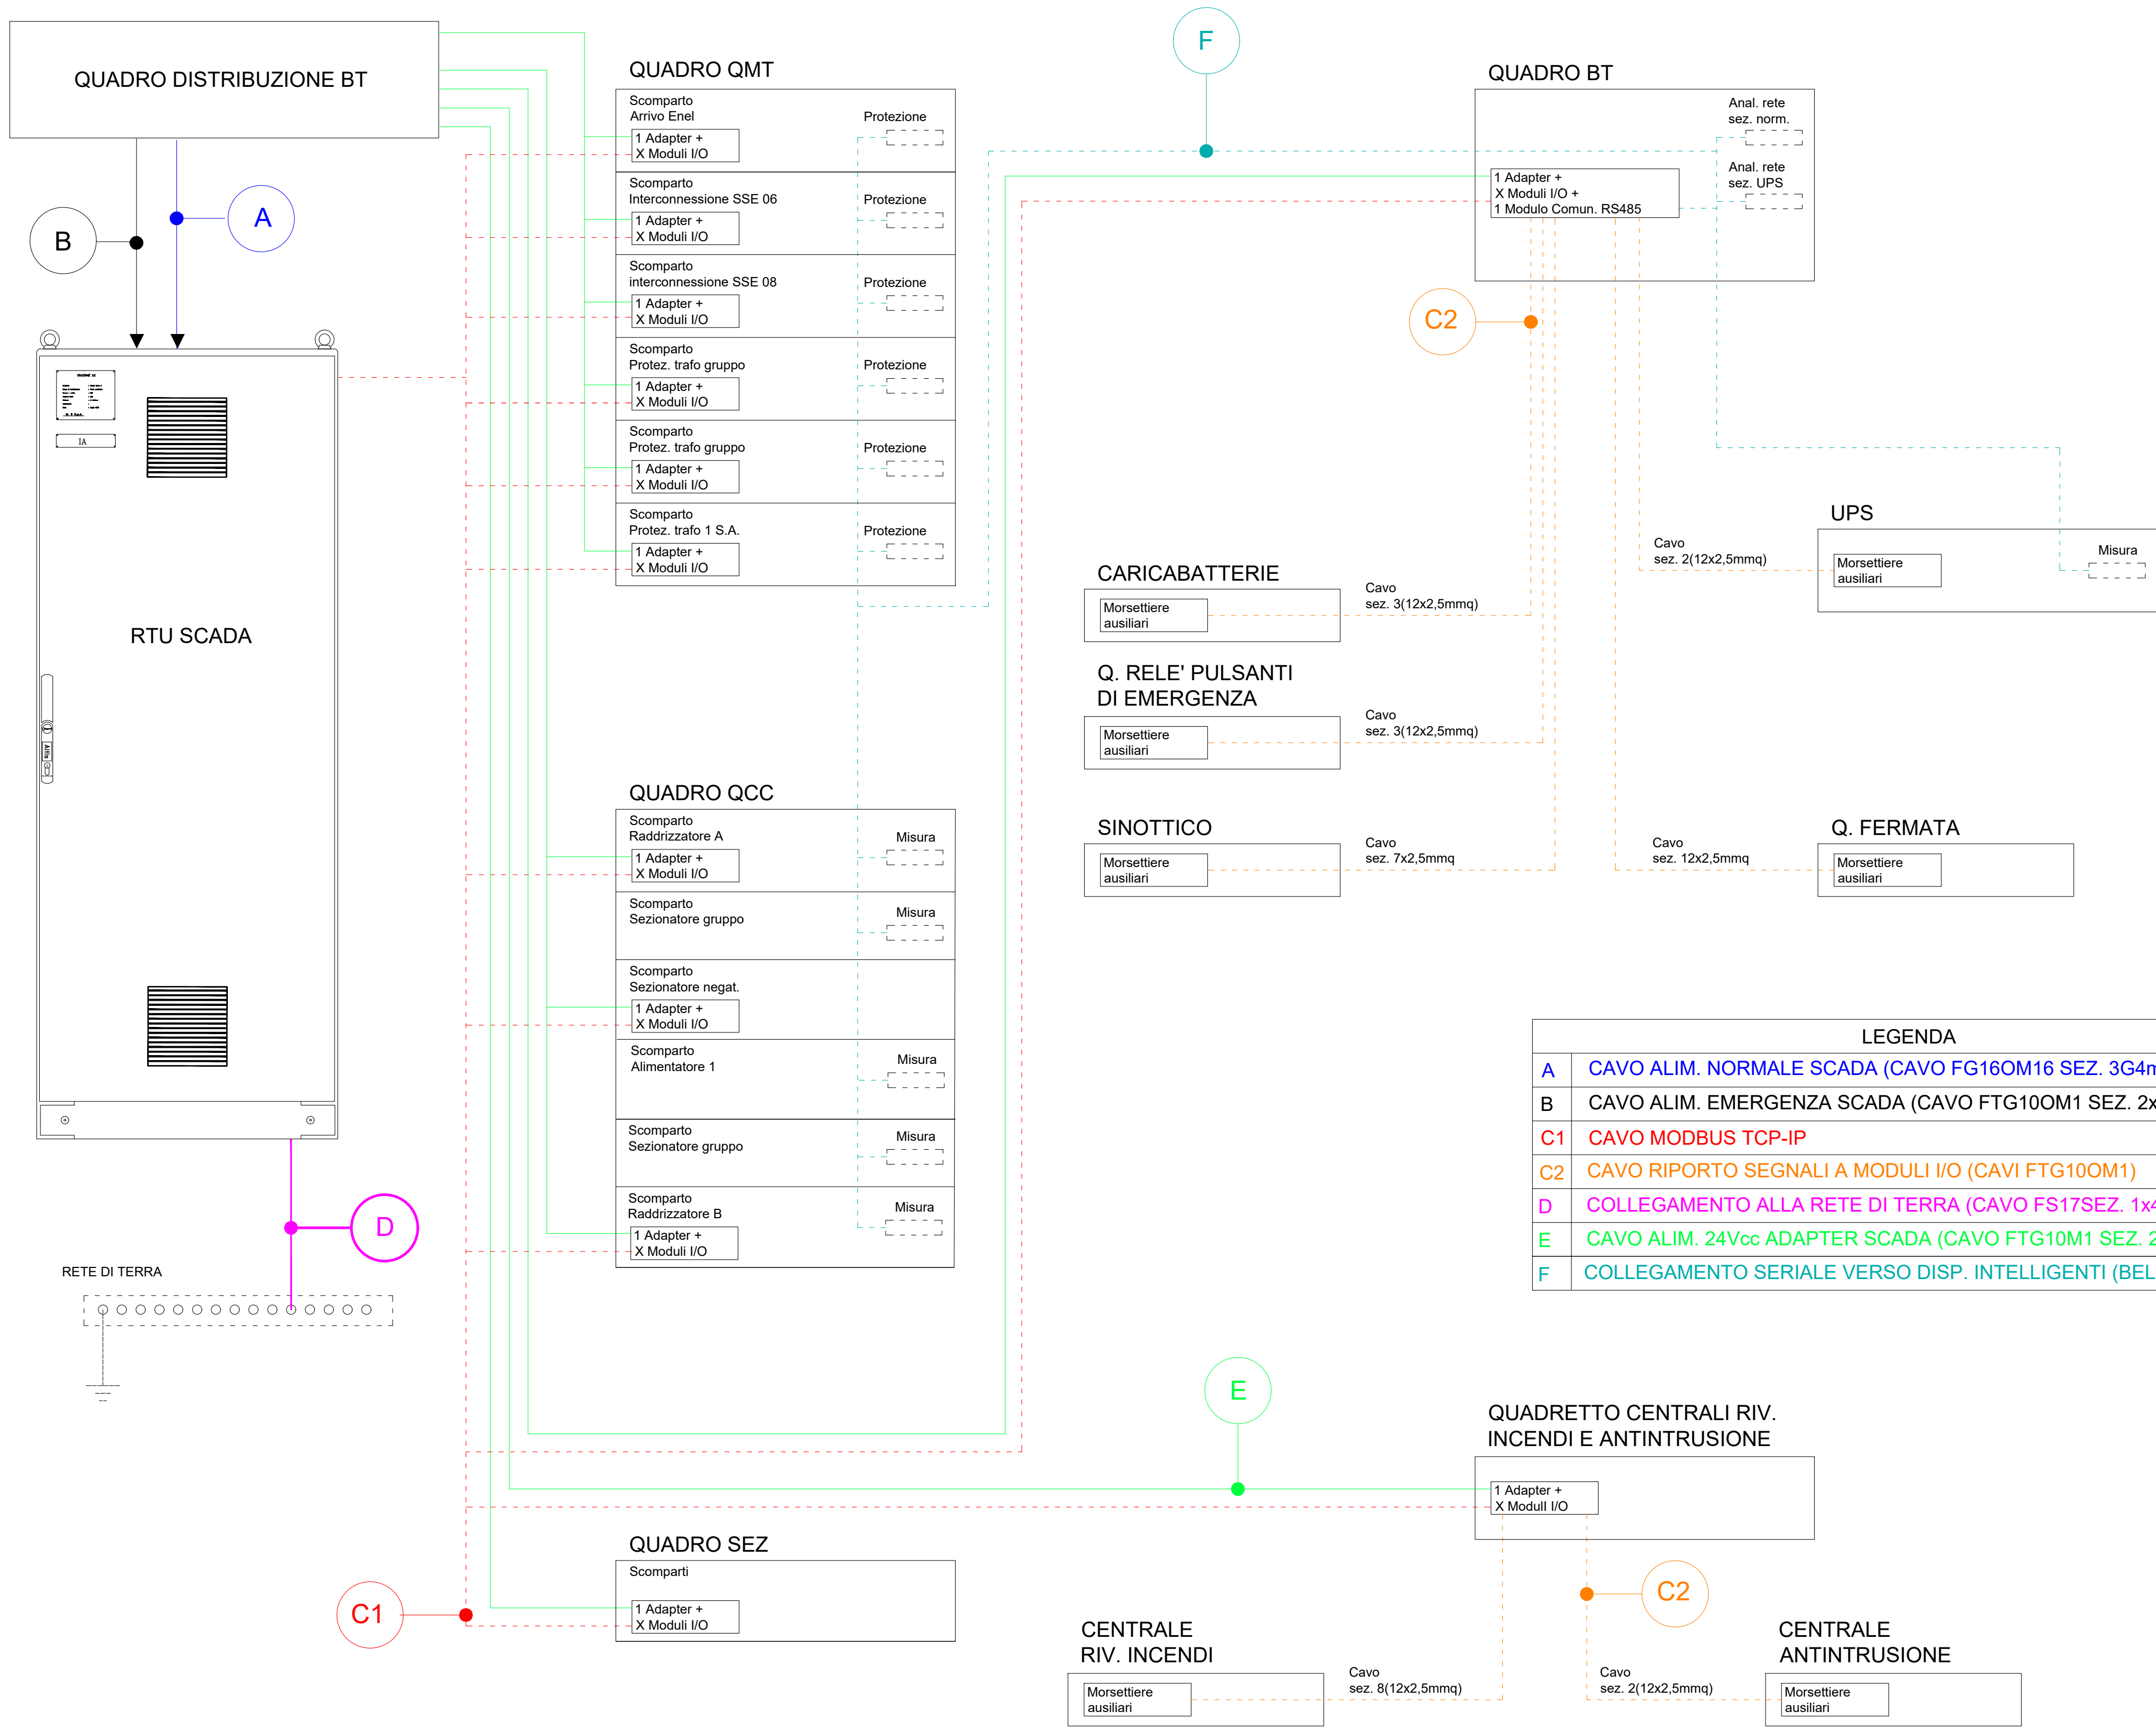 QUADRO DISTRIBUZIONE BT
B
A
IA
RTU SCADA
D
RETE DI TERRA
C1
QUADRO QMT
Scomparto
Arrivo Enel
Protezione
1 Adapter +
X Moduli I/O
Scomparto
Interconnessione SSE 06
Protezione
1 Adapter +
X Moduli I/O
Scomparto
interconnessione SSE 08
Protezione
1 Adapter +
X Moduli I/O
Scomparto
Protez. trafo gruppo
Protezione
1 Adapter +
X Moduli I/O
Scomparto
Protez. trafo gruppo
Protezione
1 Adapter +
X Moduli I/O
Scomparto
Protez. trafo 1 S.A.
Protezione
1 Adapter +
X Moduli I/O
QUADRO QCC
Scomparto
Raddrizzatore A
Misura
1 Adapter +
X Moduli I/O
Scomparto
Sezionatore gruppo
Misura
Scomparto
Sezionatore negat.
1 Adapter +
X Moduli I/O
Scomparto
Alimentatore 1
Misura
Scomparto
Sezionatore gruppo
Misura
Scomparto
Raddrizzatore B
Misura
1 Adapter +
X Moduli I/O
QUADRO SEZ
Scomparti
1 Adapter +
X Moduli I/O
F
QUADRO BT
Anal. rete
sez. norm.
Anal. rete
sez. UPS
1 Adapter +
X Moduli I/O +
1 Modulo Comun. RS485
C2
UPS
Cavo
sez. 2(12x2,5mmq)
Morsettiere
ausiliari
Misura
CARICABATTERIE
Morsettiere
ausiliari
Cavo
sez. 3(12x2,5mmq)
Q. RELE' PULSANTI
DI EMERGENZA
Morsettiere
ausiliari
Cavo
sez. 3(12x2,5mmq)
SINOTTICO
Morsettiere
ausiliari
Cavo
sez. 7x2,5mmq
Q. FERMATA
Cavo
sez. 12x2,5mmq
Morsettiere
ausiliari
LEGENDA
A CAVO ALIM. NORMALE SCADA (CAVO FG16OM16 SEZ. 3G4
B CAVO ALIM. EMERGENZA SCADA (CAVO FTG10OM1 SEZ. 2x
C1 CAVO MODBUS TCP-IP
C2 CAVO RIPORTO SEGNALI A MODULI I/O (CAVI FTG10OM1)
D COLLEGAMENTO ALLA RETE DI TERRA (CAVO FS17SEZ. 1x4
E CAVO ALIM. 24Vcc ADAPTER SCADA (CAVO FTG10M1 SEZ. 2
F COLLEGAMENTO SERIALE VERSO DISP. INTELLIGENTI (BEL
E
QUADRETTO CENTRALI RIV.
INCENDI E ANTINTRUSIONE
1 Adapter +
X Modull I/O
C2
CENTRALE
RIV. INCENDI
Morsettiere
ausiliari
Cavo
sez. 8(12x2,5mmq)
CENTRALE
ANTINTRUSIONE
Cavo
sez. 2(12x2,5mmq)
Morsettiere
ausiliari